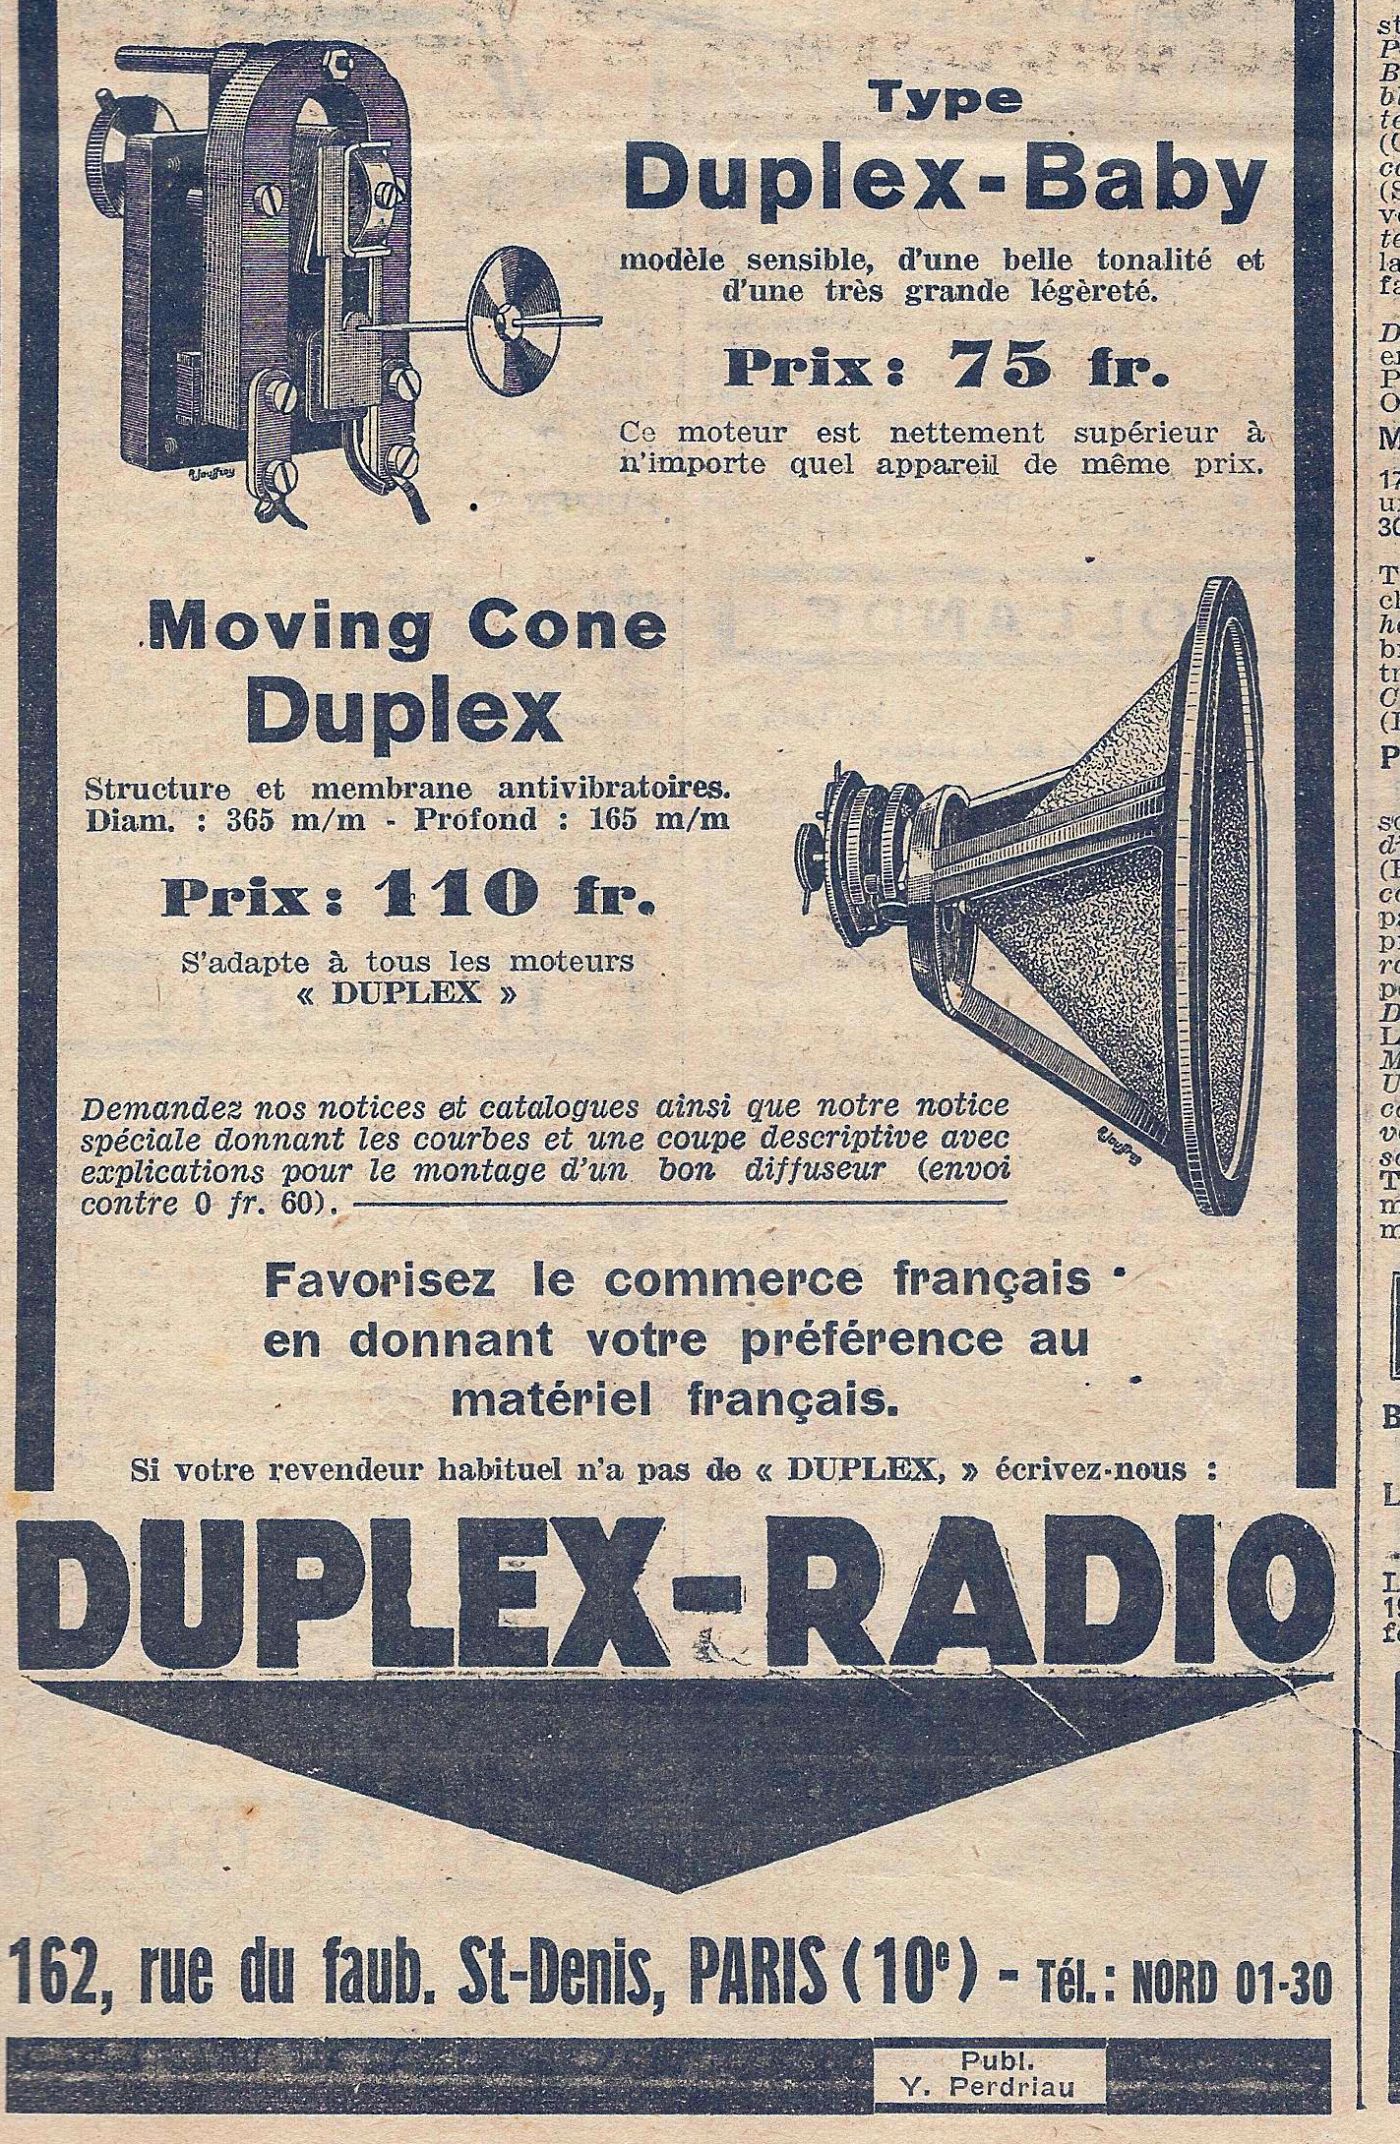 Type
Duplex-Baby
modèle sensible, d'une belle tonalité et
d'une très grande légèreté.
Prix : 75 fr.
Ce moteur est nettement supérieur à
n'importe quel appareil de même prix.
R. Jouffroy
Moving Cone
Duplex
Structure et membrane antivibratoires.
Diam. : 365 m/m - Profond : 165 m/m
Prix : 110 fr.
S'adapte à tous les moteurs
« DUPLEX »
R. Jouffroy
Demandez nos notices et catalogues ainsi que notre notice
spéciale donnant les courbes et une coupe descriptive avec
explications pour le montage d'un bon diffuseur (envoi
contre 0 fr. 60).
Favorisez le commerce français
en donnant votre préférence au
matériel français.
Si votre revendeur habituel n'a pas de « DUPLEX, » écrivez-nous :
DUPLEX-RADIO
162, rue du faub. St-Denis, PARIS (10e) - Tél. : NORD 01-30
Publ.
Y. Perdriau